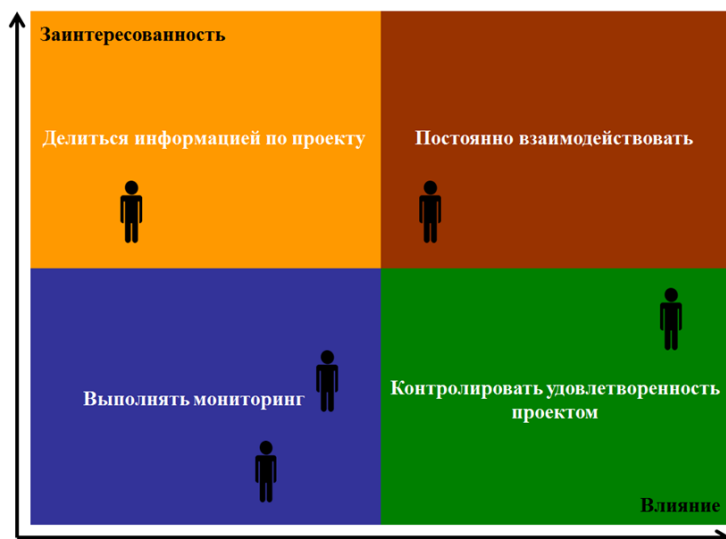 Заинтересованность
Делиться информацией по проекту
Постоянно взаимодействовать
Выполнять мониторинг
Контролировать удовлетворенность
проектом
Влияние